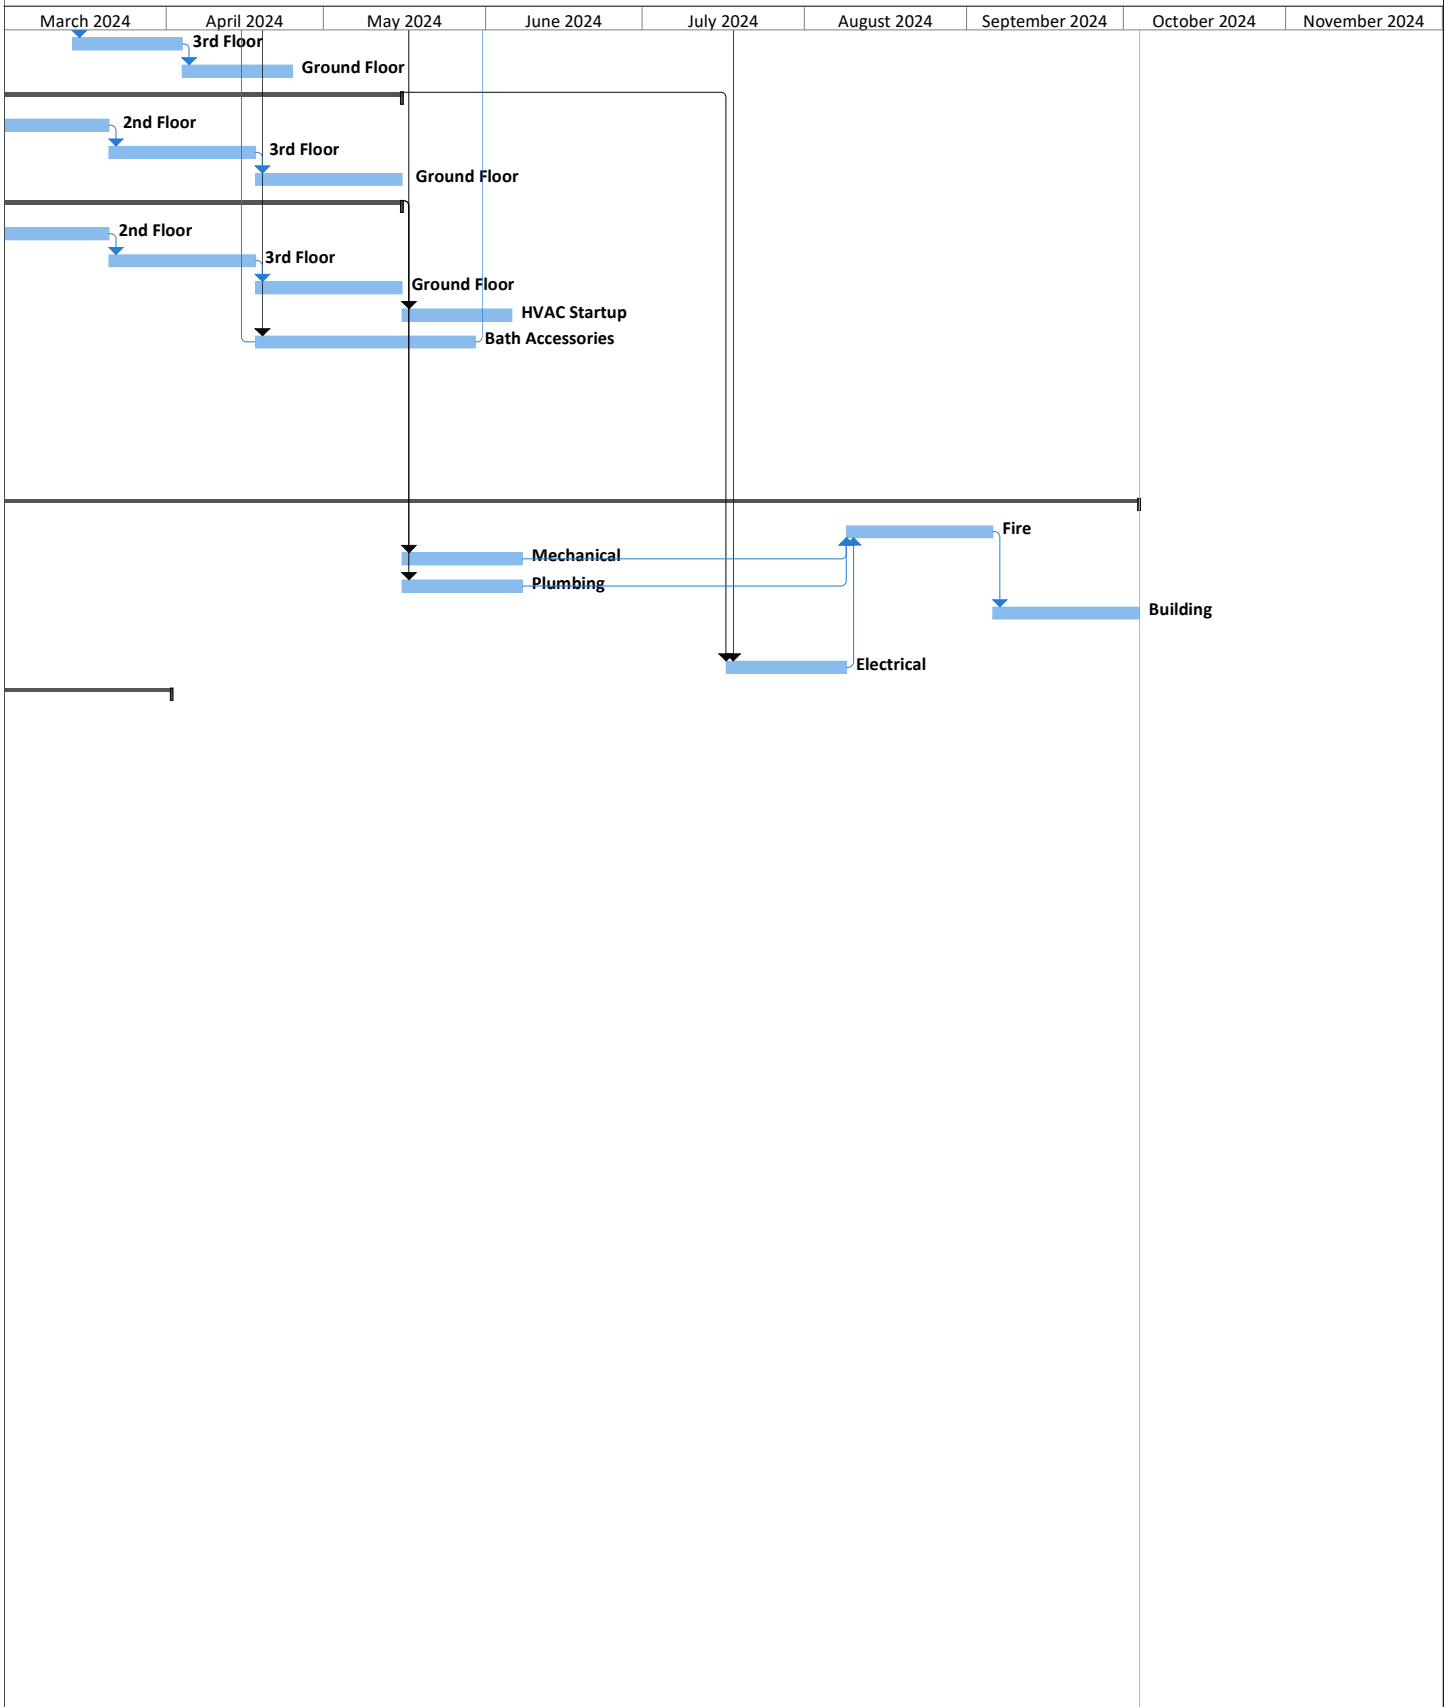 March 2024 April 2024 May 2024 June 2024 July 2024 August 2024 September 2024 October 2024 November 2024
3rd Floor
Ground Floor
2nd Floor
3rd Floor
Ground Floor
2nd Floor
3rd Floor
Ground Floor
HVAC Startup
Bath Accessories
Fire
Mechanical
Plumbing
Building
Electrical